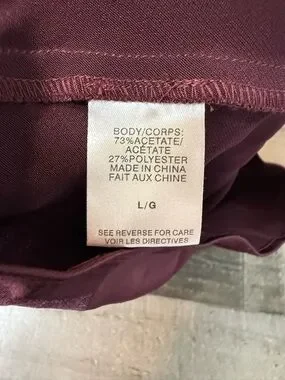 BODY/CORPS:
73%ACETATE/
ACÉTATE
27%POLYESTER
MADE IN CHINA
FAIT AUX CHINE
L/G
SEE REVERSE FOR CARE
VOIR LES DIRECTIVES